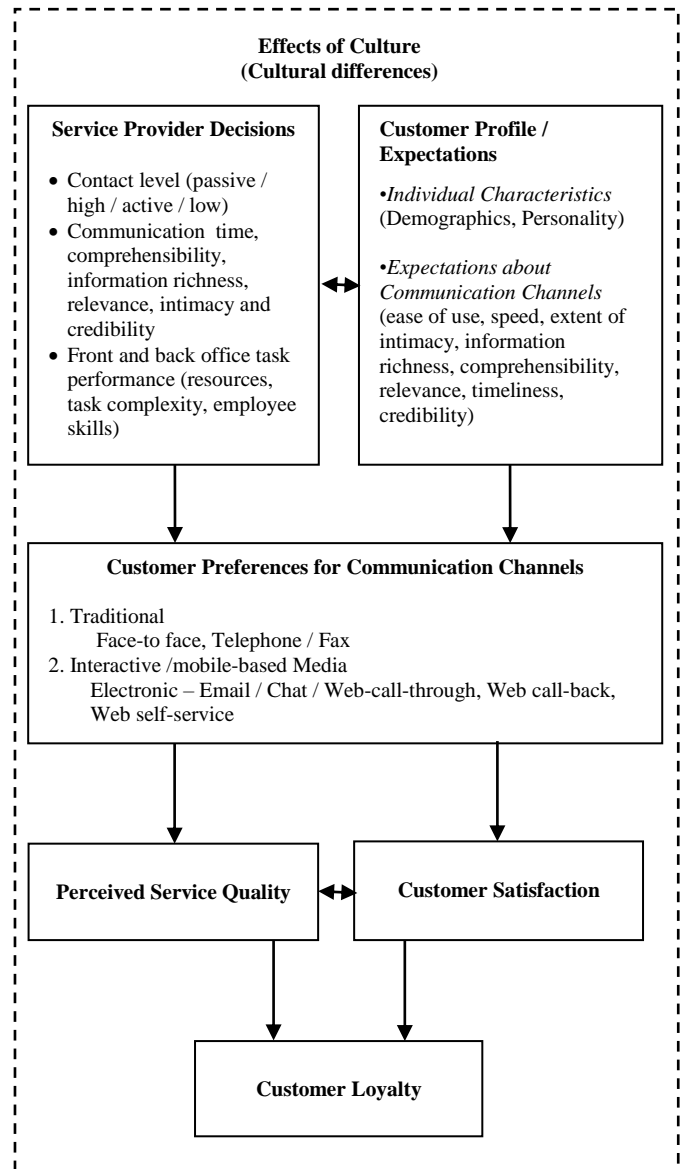 Effects of Culture
(Cultural differences)
Service Provider Decisions
• Contact level (passive /
high / active / low)
• Communication time,
comprehensibility,
information richness,
relevance, intimacy and
credibility
• Front and back office task
performance (resources,
task complexity, employee
skills)
Customer Profile /
Expectations
•Individual Characteristics
(Demographics, Personality)
•Expectations about
Communication Channels
(ease of use, speed, extent of
intimacy, information
richness, comprehensibility,
relevance, timeliness,
credibility)
Customer Preferences for Communication Channels
1. Traditional
Face-to face, Telephone / Fax
2. Interactive /mobile-based Media
Electronic – Email / Chat / Web-call-through, Web call-back,
Web self-service
Perceived Service Quality
Customer Satisfaction
Customer Loyalty